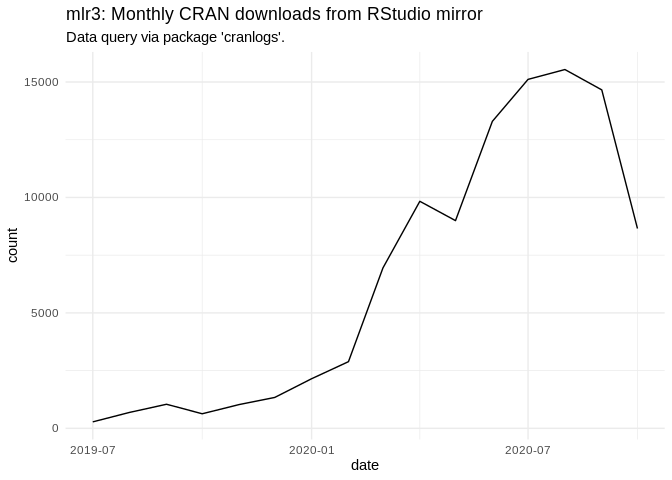 mlr3: Monthly CRAN downloads from RStudio mirror
Data query via package 'cranlogs'.
15000
10000
5000
0
count
2019-07 2020-01 2020-07
date